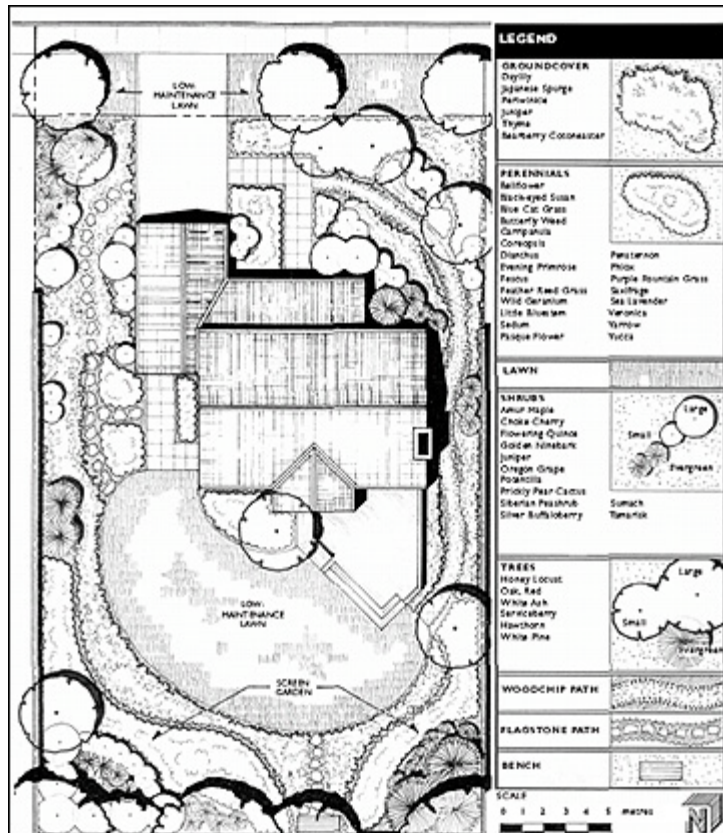 LOW-
MAINTENANCE
LAWN
LOW-
MAINTENANCE
LAWN
SCREEN
GARDEN
LEGEND
GROUNDCOVER
Daylily
Japanese Spurge
Periwinkle
Juniper
Thyme
Bearberry Cotoneaster
PERENNIALS
Bellflower
Black-eyed Susan
Blue Oat Grass
Butterfly Weed
Campanula
Coreopsis
Dianthus Penstemon
Evening Primrose Phlox
Fescue Purple Fountain Grass
Feather Reed Grass Saxifrage
Wild Geranium Sea Lavender
Little Bluestem Veronica
Sedum Yarrow
Pasque Flower Yucca
LAWN
SHRUBS
Amur Maple
Choke Cherry
Flowering Quince
Golden Ninebark
Juniper
Oregon Grape
Potentilla
Prickly Pear Cactus
Siberian Peashrub Sumach
Silver Buffaloberry Tamarisk
Large
Small
Evergreen
TREES
Honey Locust
Oak, Red
White Ash
Serviceberry
Hawthorn
White Pine
Large
Small
Evergreen
WOODCHIP PATH
FLAGSTONE PATH
BENCH
SCALE
0 1 2 3 4 5 metres
N